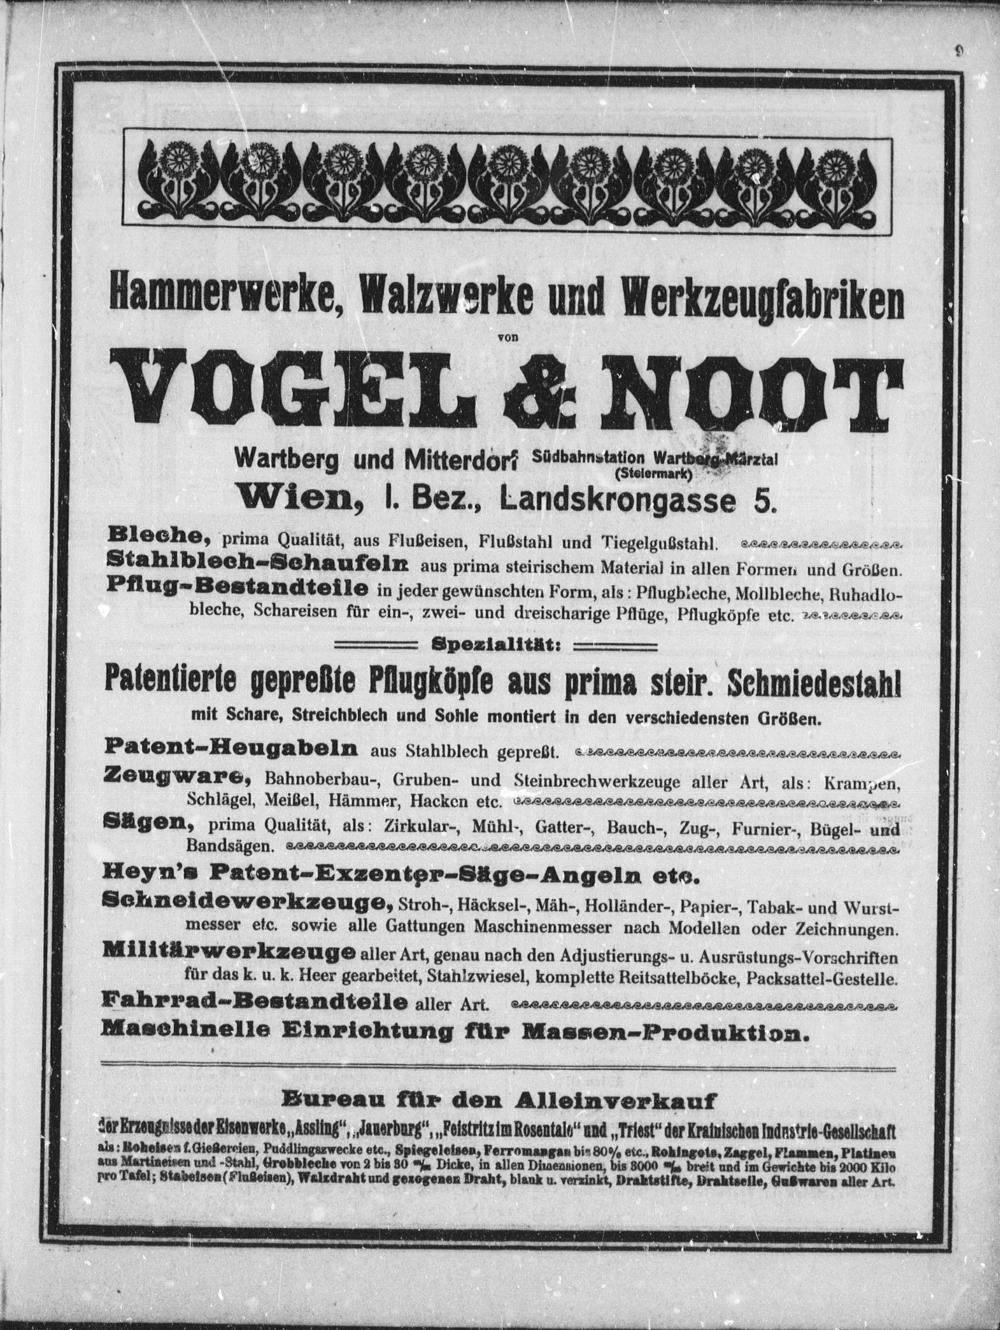 9
Hammerwerke, Walzwerke und Werkzeugfabriken
von
VOGEL & NOOT
Wartberg und Mitterdorf Südbahnstation Wartberg-Märztal
(Steiermark)
Wien, I. Bez., Landskrongasse 5.
Bleche, prima Qualität, aus Flußeisen, Flußstahl und Tiegelgußstahl.
Stahlblech-Schaufeln aus prima steirischem Material in allen Formen und Größen.
Pflug-Bestandteile in jeder gewünschten Form, als: Pflugbleche, Mollbleche, Ruhadlo-
bleche, Schareisen für ein-, zwei- und dreischarige Pflüge, Pflugköpfe etc.
Spezialität:
Patentierte gepreßte Pflugköpfe aus prima steir. Schmiedestahl
mit Schare, Streichblech und Sohle montiert in den verschiedensten Größen.
Patent-Heugabeln aus Stahlblech gepreßt.
Zeugware, Bahnoberbau-, Gruben- und Steinbrechwerkzeuge aller Art, als: Krampen,
Schlägel, Meißel, Hämmer, Hacken etc.
Sägen, prima Qualität, als: Zirkular-, Mühl-, Gatter-, Bauch-, Zug-, Furnier-, Bügel- und
Bandsägen.
Heyn's Patent-Exzenter-Säge-Angeln etc.
Schneidewerkzeuge, Stroh-, Häcksel-, Mäh-, Holländer-, Papier-, Tabak- und Wurst-
messer etc. sowie alle Gattungen Maschinenmesser nach Modellen oder Zeichnungen.
Militärwerkzeuge aller Art, genau nach den Adjustierungs- u. Ausrüstungs-Vorschriften
für das k. u. k. Heer gearbeitet, Stahlzwiesel, komplette Reitsattelböcke, Packsattel-Gestelle.
Fahrrad-Bestandteile aller Art.
Maschinelle Einrichtung für Massen-Produktion.
Bureau für den Alleinverkauf
der Erzeugnisse der Eisenwerke „Assling“, „Jauerburg“, „Feistritz im Rosentale“ und „Triest“ der Krainischen Industrie-Gesellschaft
als: Roheisen f. Gießereien, Puddlingszwecke etc., Spiegeleisen, Ferromangan bis 80% etc., Rohingots, Zaggel, Flammen, Platinen
aus Martineisen und -Stahl, Grobbleche von 2 bis 30 m/m Dicke, in allen Dimensionen, bis 3000 m/m breit und im Gewichte bis 2000 Kilo
pro Tafel; Stabeisen (Flußeisen), Walzdraht und gezogenen Draht, blank u. verzinkt, Drahtstifte, Drahtseile, Gußwaren aller Art.